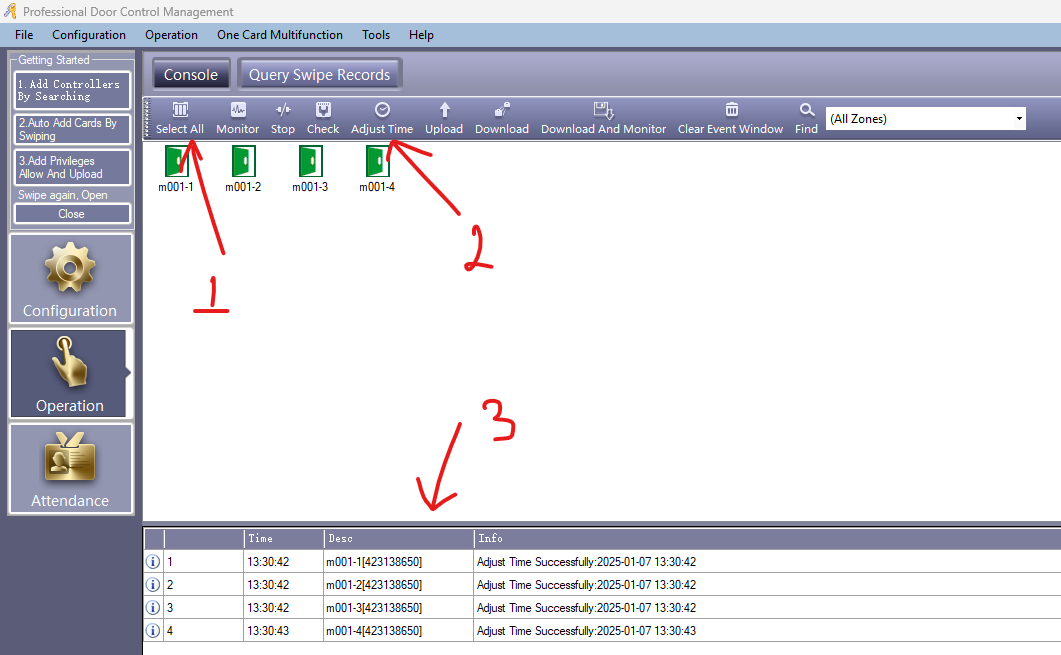 Professional Door Control Management
File Configuration Operation One Card Multifunction Tools Help
Getting Started
1.Add Controllers
By Searching
2.Auto Add Cards By
Swiping
3.Add Privileges
Allow And Upload
Swipe again, Open
Close
Configuration
Operation
Attendance
Console Query Swipe Records
Select All Monitor Stop Check Adjust Time Upload Download Download And Monitor Clear Event Window Find (All Zones)
m001-1 m001-2 m001-3 m001-4
1
2
3
Time Desc Info
1 13:30:42 m001-1[423138650] Adjust Time Successfully:2025-01-07 13:30:42
2 13:30:42 m001-2[423138650] Adjust Time Successfully:2025-01-07 13:30:42
3 13:30:42 m001-3[423138650] Adjust Time Successfully:2025-01-07 13:30:42
4 13:30:43 m001-4[423138650] Adjust Time Successfully:2025-01-07 13:30:43